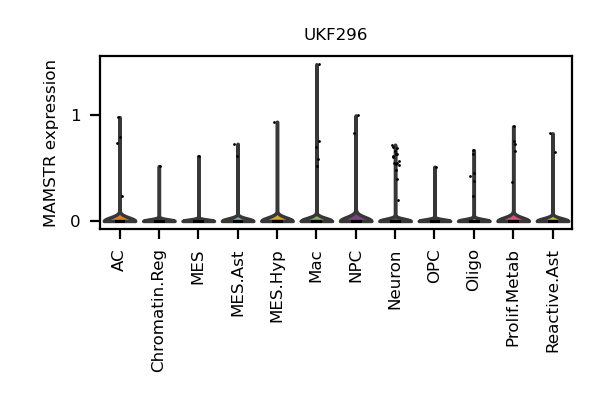 UKF296
MAMSTR expression
1
0
AC
Chromatin.Reg
MES
MES.Ast
MES.Hyp
Mac
NPC
Neuron
OPC
Oligo
Prolif.Metab
Reactive.Ast